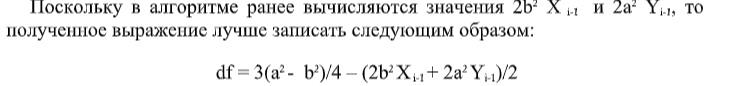 Поскольку в алгоритме ранее вычисляются значения 2b² X i-1 и 2a² Yi-1, то
полученное выражение лучше записать следующим образом:
df = 3(a² - b²)/4 – (2b² Xi-1 + 2a² Yi-1)/2